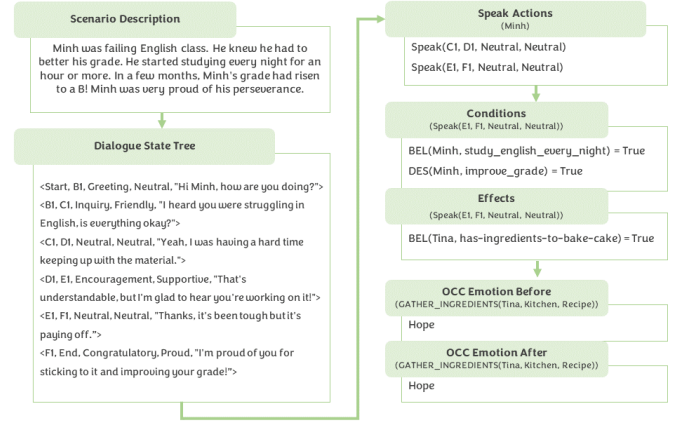 Scenario Description
Minh was failing English class. He knew he had to
better his grade. He started studying every night for an
hour or more. In a few months, Minh's grade had risen
to a B! Minh was very proud of his perseverance.
Dialogue State Tree
<Start, B1, Greeting, Neutral, "Hi Minh, how are you doing?">
<B1, C1, Inquiry, Friendly, "I heard you were struggling in
English, is everything okay?">
<C1, D1, Neutral, Neutral, "Yeah, I was having a hard time
keeping up with the material.">
<D1, E1, Encouragement, Supportive, "That's
understandable, but I'm glad to hear you're working on it!">
<E1, F1, Neutral, Neutral, "Thanks, it's been tough but it's
paying off.">
<F1, End, Congratulatory, Proud, "I'm proud of you for
sticking to it and improving your grade!">
Speak Actions
(Minh)
Speak(C1, D1, Neutral, Neutral)
Speak(E1, F1, Neutral, Neutral)
Conditions
(Speak(E1, F1, Neutral, Neutral))
BEL(Minh, study_english_every_night) = True
DES(Minh, improve_grade) = True
Effects
(Speak(E1, F1, Neutral, Neutral))
BEL(Tina, has-ingredients-to-bake-cake) = True
OCC Emotion Before
(GATHER_INGREDIENTS(Tina, Kitchen, Recipe))
Hope
OCC Emotion After
(GATHER_INGREDIENTS(Tina, Kitchen, Recipe))
Hope